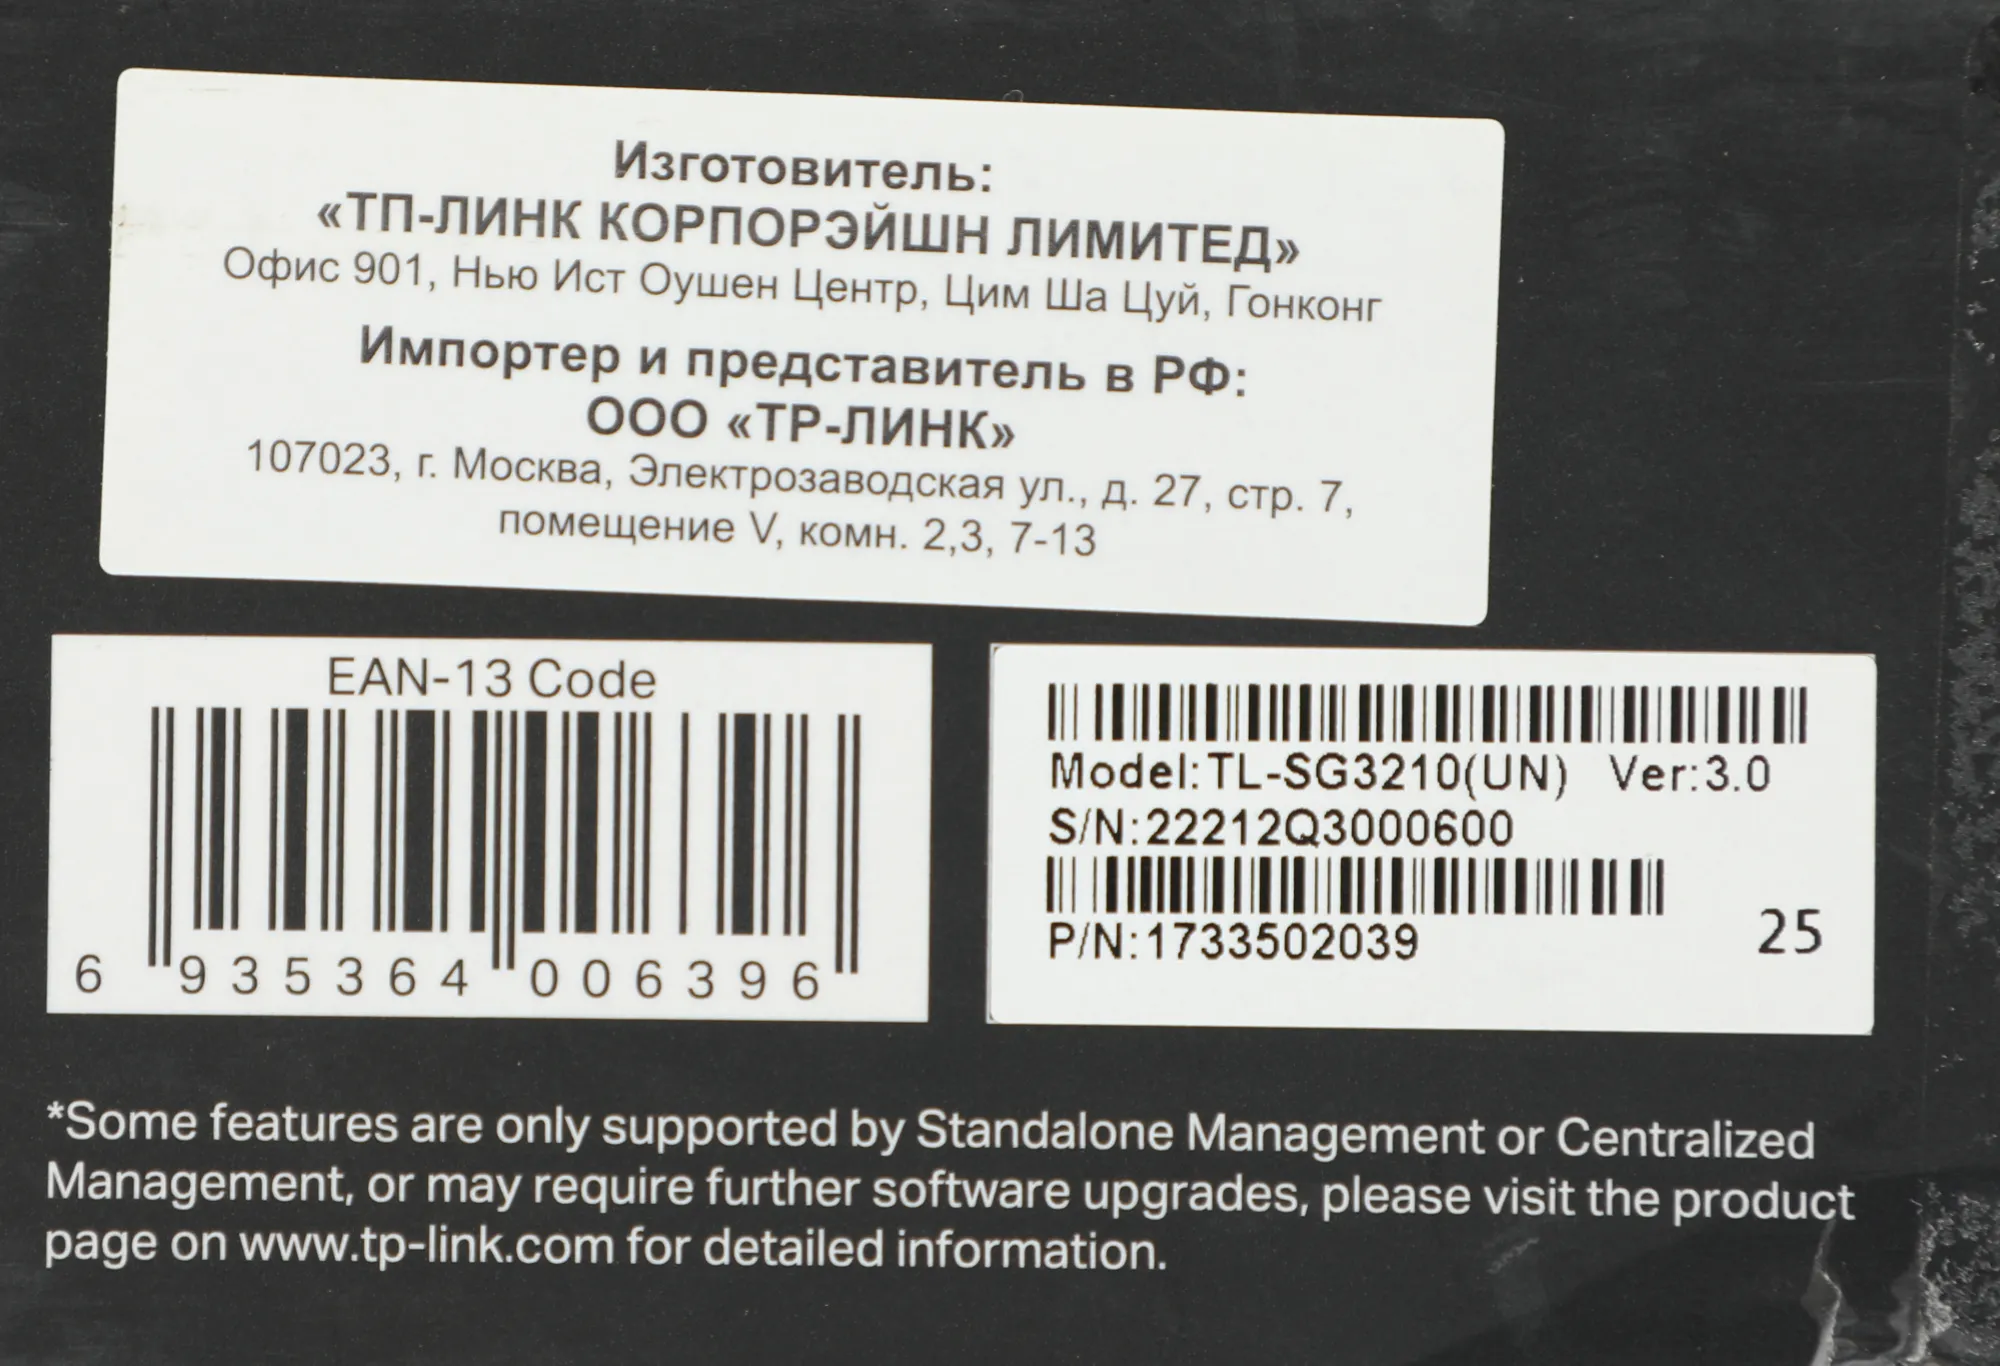 Изготовитель:
«ТП-ЛИНК КОРПОРЭЙШН ЛИМИТЕД»
Офис 901, Нью Ист Оушен Центр, Цим Ша Цуй, Гонконг
Импортер и представитель в РФ:
ООО «ТР-ЛИНК»
107023, г. Москва, Электрозаводская ул., д. 27, стр. 7,
помещение V, комн. 2,3, 7-13
EAN-13 Code
6 935364 006396
Model:TL-SG3210(UN) Ver:3.0
S/N:22212Q3000600
P/N:1733502039
25
*Some features are only supported by Standalone Management or Centralized
Management, or may require further software upgrades, please visit the product
page on www.tp-link.com for detailed information.